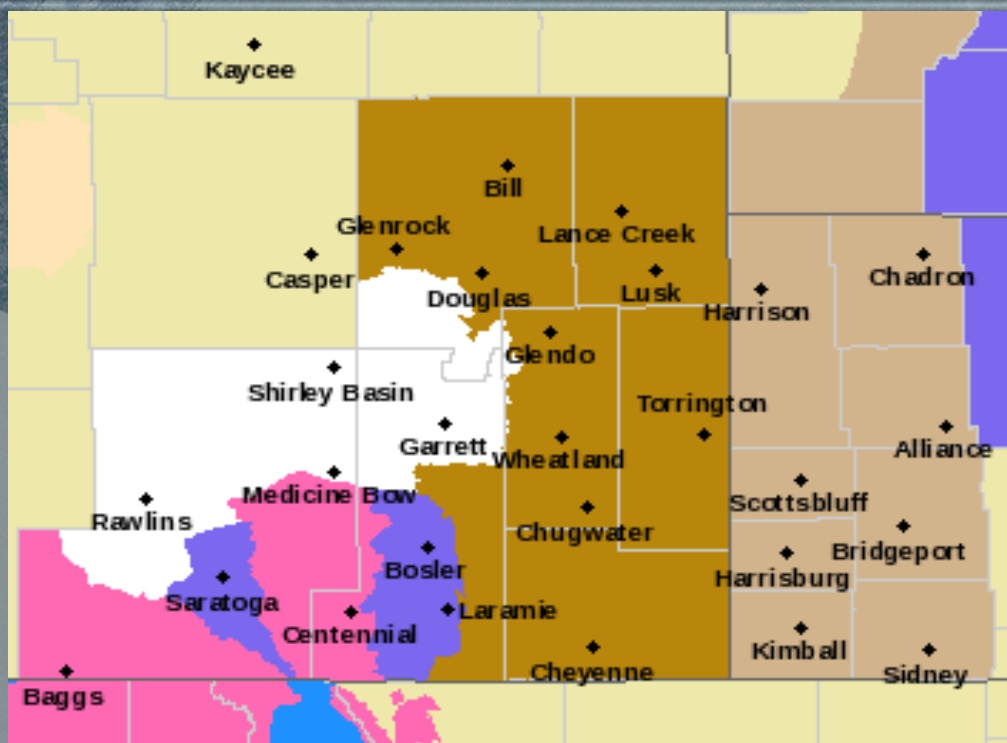 Kaycee
Bill
Glenrock
Lance Creek
Casper
Douglas
Lusk
Chadron
Harrison
Glendo
Shirley Basin
Torrington
Garrett
Wheatland
Alliance
Medicine Bow
Scottsbluff
Rawlins
Chugwater
Bridgeport
Bosler
Harrisburg
Saratoga
Laramie
Centennial
Kimball
Cheyenne
Sidney
Baggs